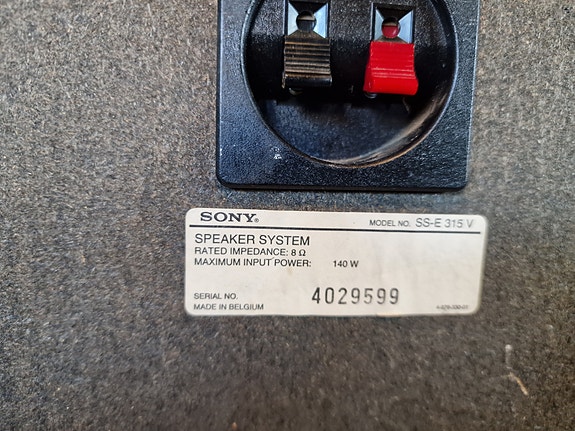 SONY® MODEL NO. SS-E 315 V
SPEAKER SYSTEM
RATED IMPEDANCE: 8 Ω
MAXIMUM INPUT POWER: 140 W
SERIAL NO. 4029599
MADE IN BELGIUM